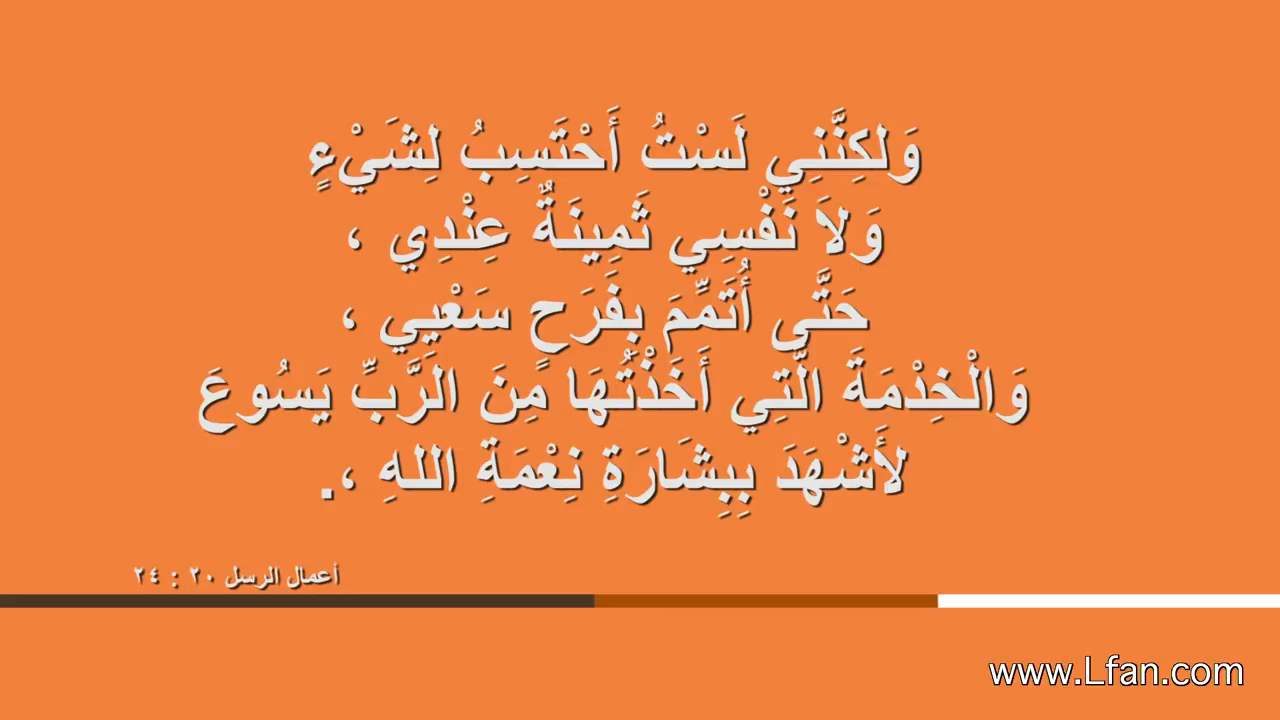 وَلكِنَّنِي لَسْتُ أَحْتَسِبُ لِشَيْءٍ
وَلاَ نَفْسِي ثَمِينَةٌ عِنْدِي ،
حَتَّى أُتَمِّمَ بِفَرَحٍ سَعْيِي ،
وَالْخِدْمَةَ الَّتِي أَخَذْتُهَا مِنَ الرَّبِّ يَسُوعَ
لأَشْهَدَ بِبِشَارَةِ نِعْمَةِ اللهِ ،.
أعمال الرسل ٢٠ : ٢٤
www.Lfan.com